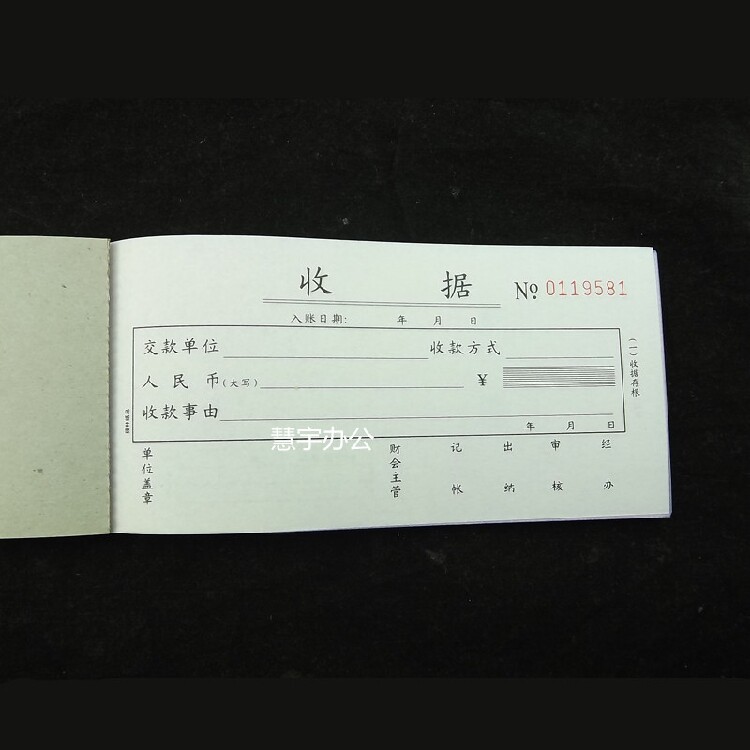 收 据 № 0119581
入账日期： 年 月 日
交款单位 收款方式
人民币(大写) ¥
收款事由
年 月 日
(一)收据存根
慧宇办公
单位盖章
财会主管
记帐
出纳
审核
经办